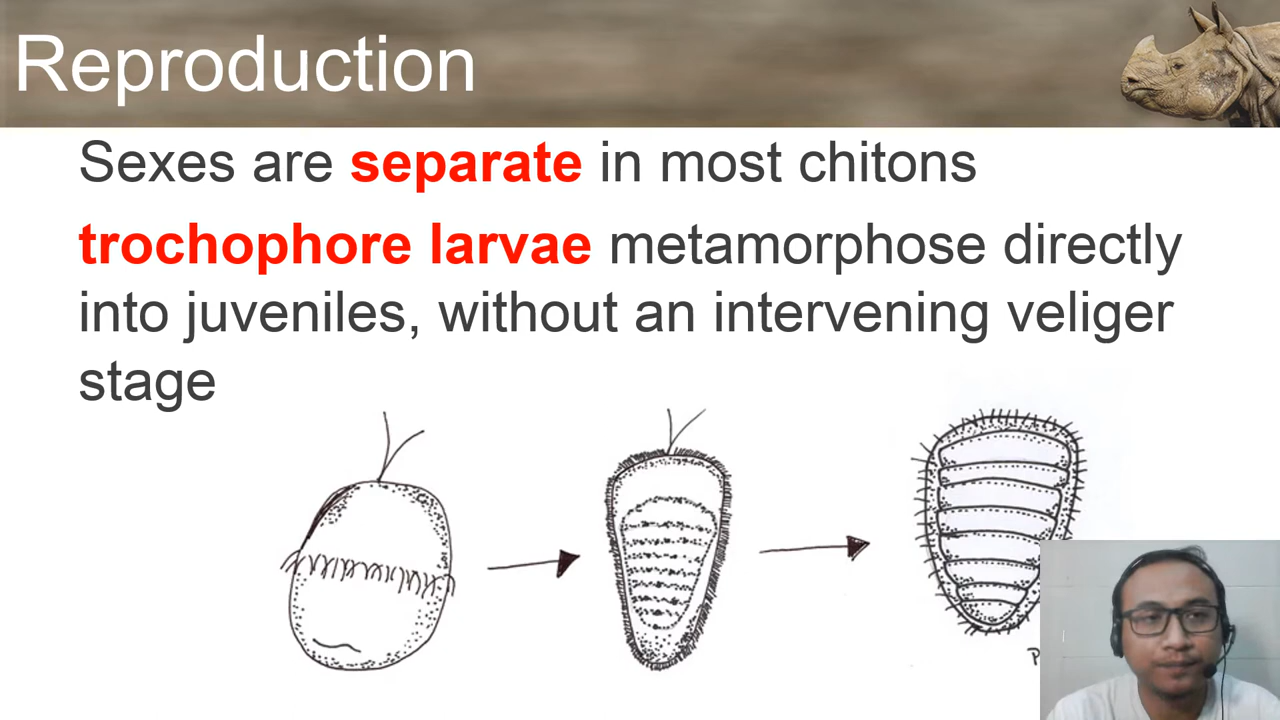 Reproduction
Sexes are separate in most chitons
trochophore larvae metamorphose directly
into juveniles, without an intervening veliger
stage